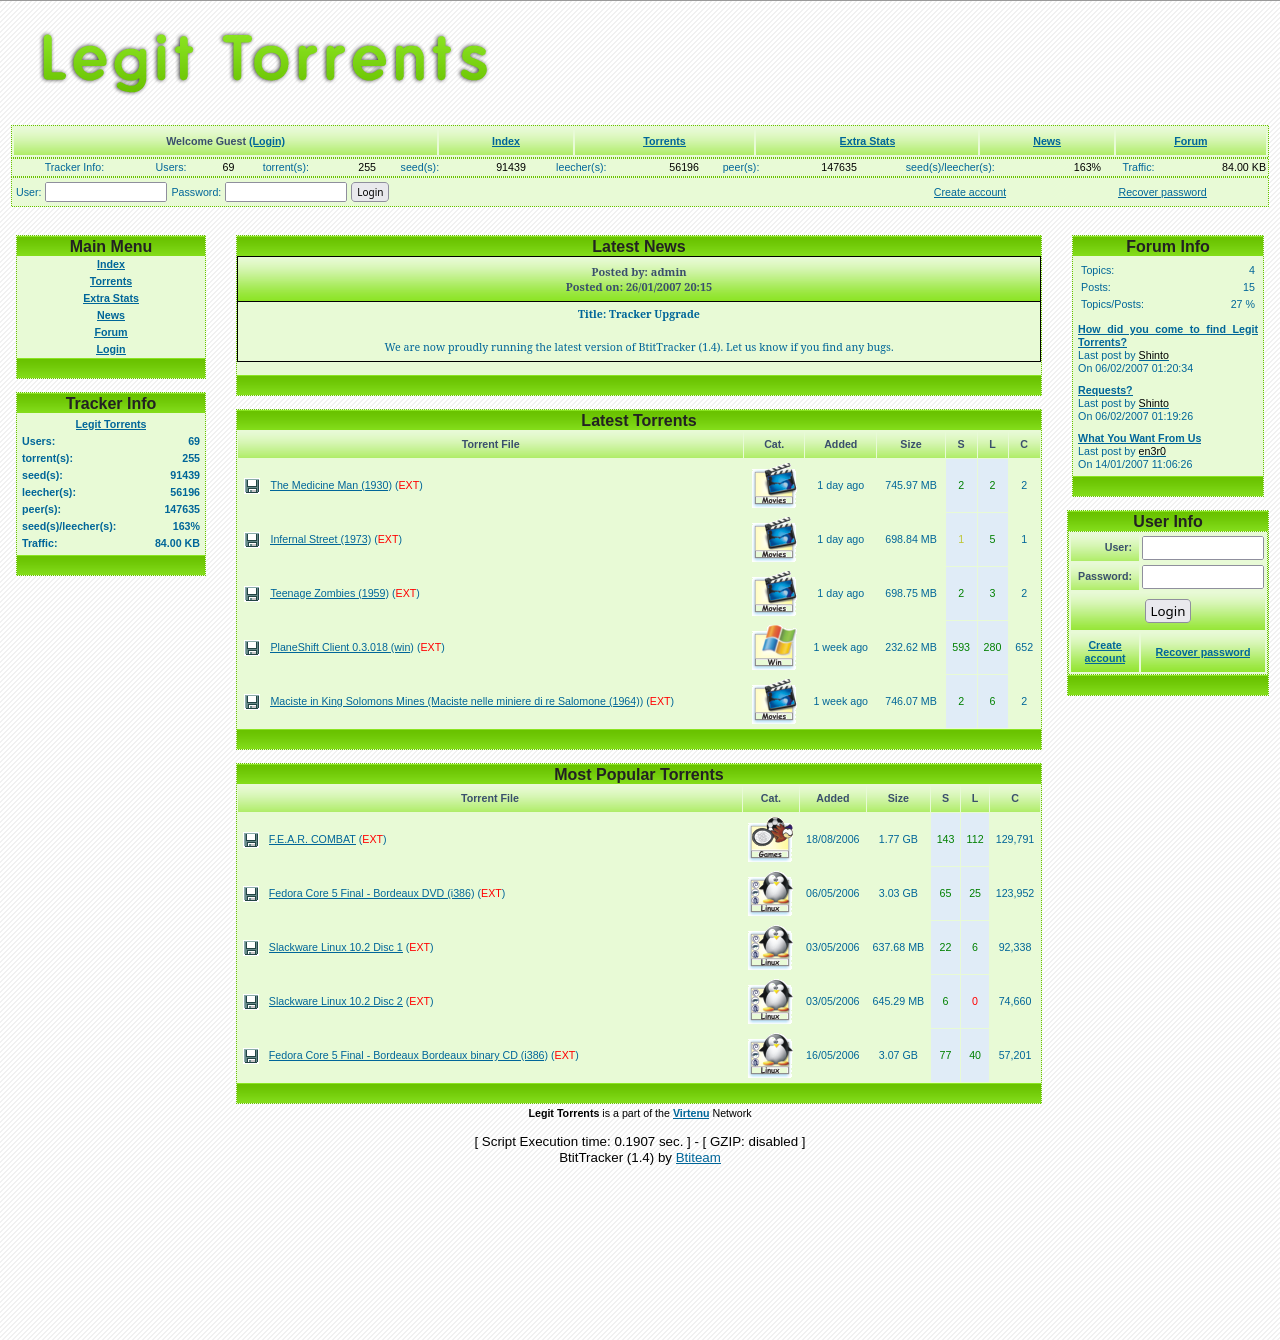 Legit Torrents
Welcome Guest (Login) Index Torrents Extra Stats News Forum
Tracker Info: Users: 69 torrent(s): 255 seed(s): 91439 leecher(s): 56196 peer(s): 147635 seed(s)/leecher(s): 163% Traffic: 84.00 KB
User: Password: Login Create account Recover password
Main Menu
Index
Torrents
Extra Stats
News
Forum
Login
Tracker Info
Legit Torrents
Users: 69
torrent(s): 255
seed(s): 91439
leecher(s): 56196
peer(s): 147635
seed(s)/leecher(s): 163%
Traffic: 84.00 KB
Latest News
Posted by: admin
Posted on: 26/01/2007 20:15
Title: Tracker Upgrade
We are now proudly running the latest version of BtitTracker (1.4). Let us know if you find any bugs.
Latest Torrents
Torrent File Cat. Added Size S L C
The Medicine Man (1930) (EXT) Movies 1 day ago 745.97 MB 2 2 2
Infernal Street (1973) (EXT) Movies 1 day ago 698.84 MB 1 5 1
Teenage Zombies (1959) (EXT) Movies 1 day ago 698.75 MB 2 3 2
PlaneShift Client 0.3.018 (win) (EXT) Win 1 week ago 232.62 MB 593 280 652
Maciste in King Solomons Mines (Maciste nelle miniere di re Salomone (1964)) (EXT) Movies 1 week ago 746.07 MB 2 6 2
Most Popular Torrents
Torrent File Cat. Added Size S L C
F.E.A.R. COMBAT (EXT) Games 18/08/2006 1.77 GB 143 112 129,791
Fedora Core 5 Final - Bordeaux DVD (i386) (EXT) Linux 06/05/2006 3.03 GB 65 25 123,952
Slackware Linux 10.2 Disc 1 (EXT) Linux 03/05/2006 637.68 MB 22 6 92,338
Slackware Linux 10.2 Disc 2 (EXT) Linux 03/05/2006 645.29 MB 6 0 74,660
Fedora Core 5 Final - Bordeaux Bordeaux binary CD (i386) (EXT) Linux 16/05/2006 3.07 GB 77 40 57,201
Forum Info
Topics: 4
Posts: 15
Topics/Posts: 27 %
How did you come to find Legit
Torrents?
Last post by Shinto
On 06/02/2007 01:20:34
Requests?
Last post by Shinto
On 06/02/2007 01:19:26
What You Want From Us
Last post by en3r0
On 14/01/2007 11:06:26
User Info
User:
Password:
Login
Create
account
Recover password
Legit Torrents is a part of the Virtenu Network
[ Script Execution time: 0.1907 sec. ] - [ GZIP: disabled ]
BtitTracker (1.4) by Btiteam